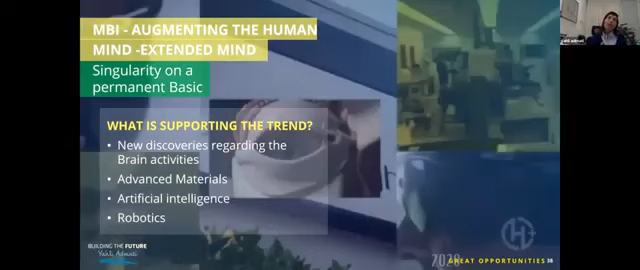 MBI - AUGMENTING THE HUMAN
MIND -EXTENDED MIND
Singularity on a
permanent Basic
WHAT IS SUPPORTING THE TREND?
• New discoveries regarding the
Brain activities
• Advanced Materials
• Artificial intelligence
• Robotics
BUILDING THE FUTURE
GREAT OPPORTUNITIES 38